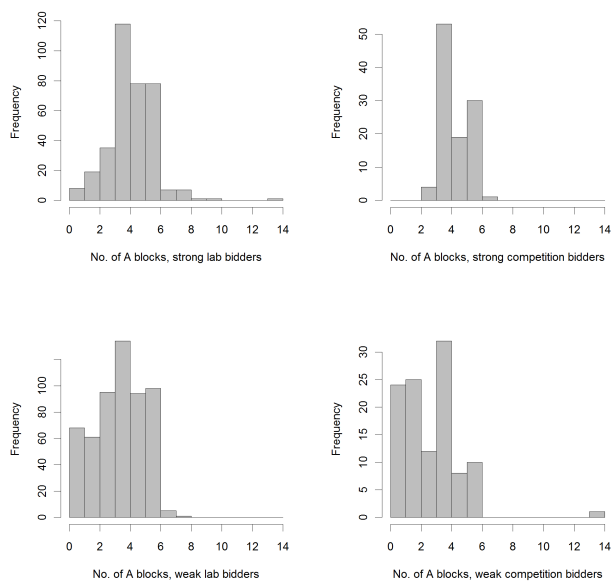 Frequency
120
100
80
60
40
20
0
0 2 4 6 8 10 12 14
No. of A blocks, strong lab bidders
Frequency
50
40
30
20
10
0
0 2 4 6 8 10 12 14
No. of A blocks, strong competition bidders
Frequency
100
80
60
40
20
0
0 2 4 6 8 10 12 14
No. of A blocks, weak lab bidders
Frequency
30
25
20
15
10
5
0
0 2 4 6 8 10 12 14
No. of A blocks, weak competition bidders